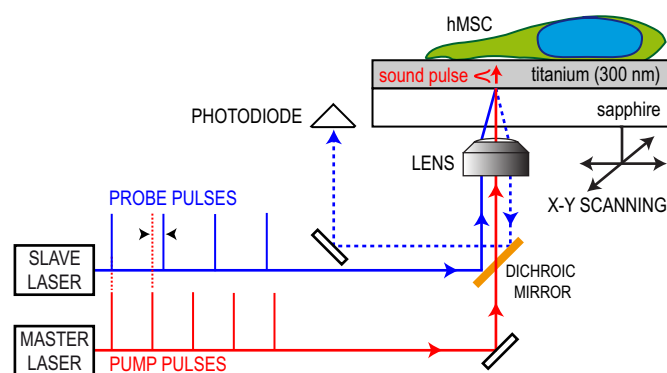 hMSC
sound pulse
titanium (300 nm)
PHOTODIODE
sapphire
LENS
PROBE PULSES
X-Y SCANNING
SLAVE
LASER
DICHROIC
MIRROR
MASTER
LASER
PUMP PULSES